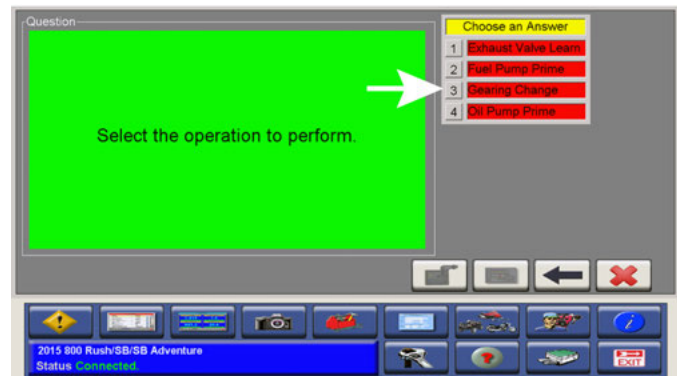 Question
Select the operation to perform.
Choose an Answer
1 Exhaust Valve Learn
2 Fuel Pump Prime
3 Gearing Change
4 Oil Pump Prime
2015 800 Rush/SB/SB Adventure
Status Connected.
EXIT